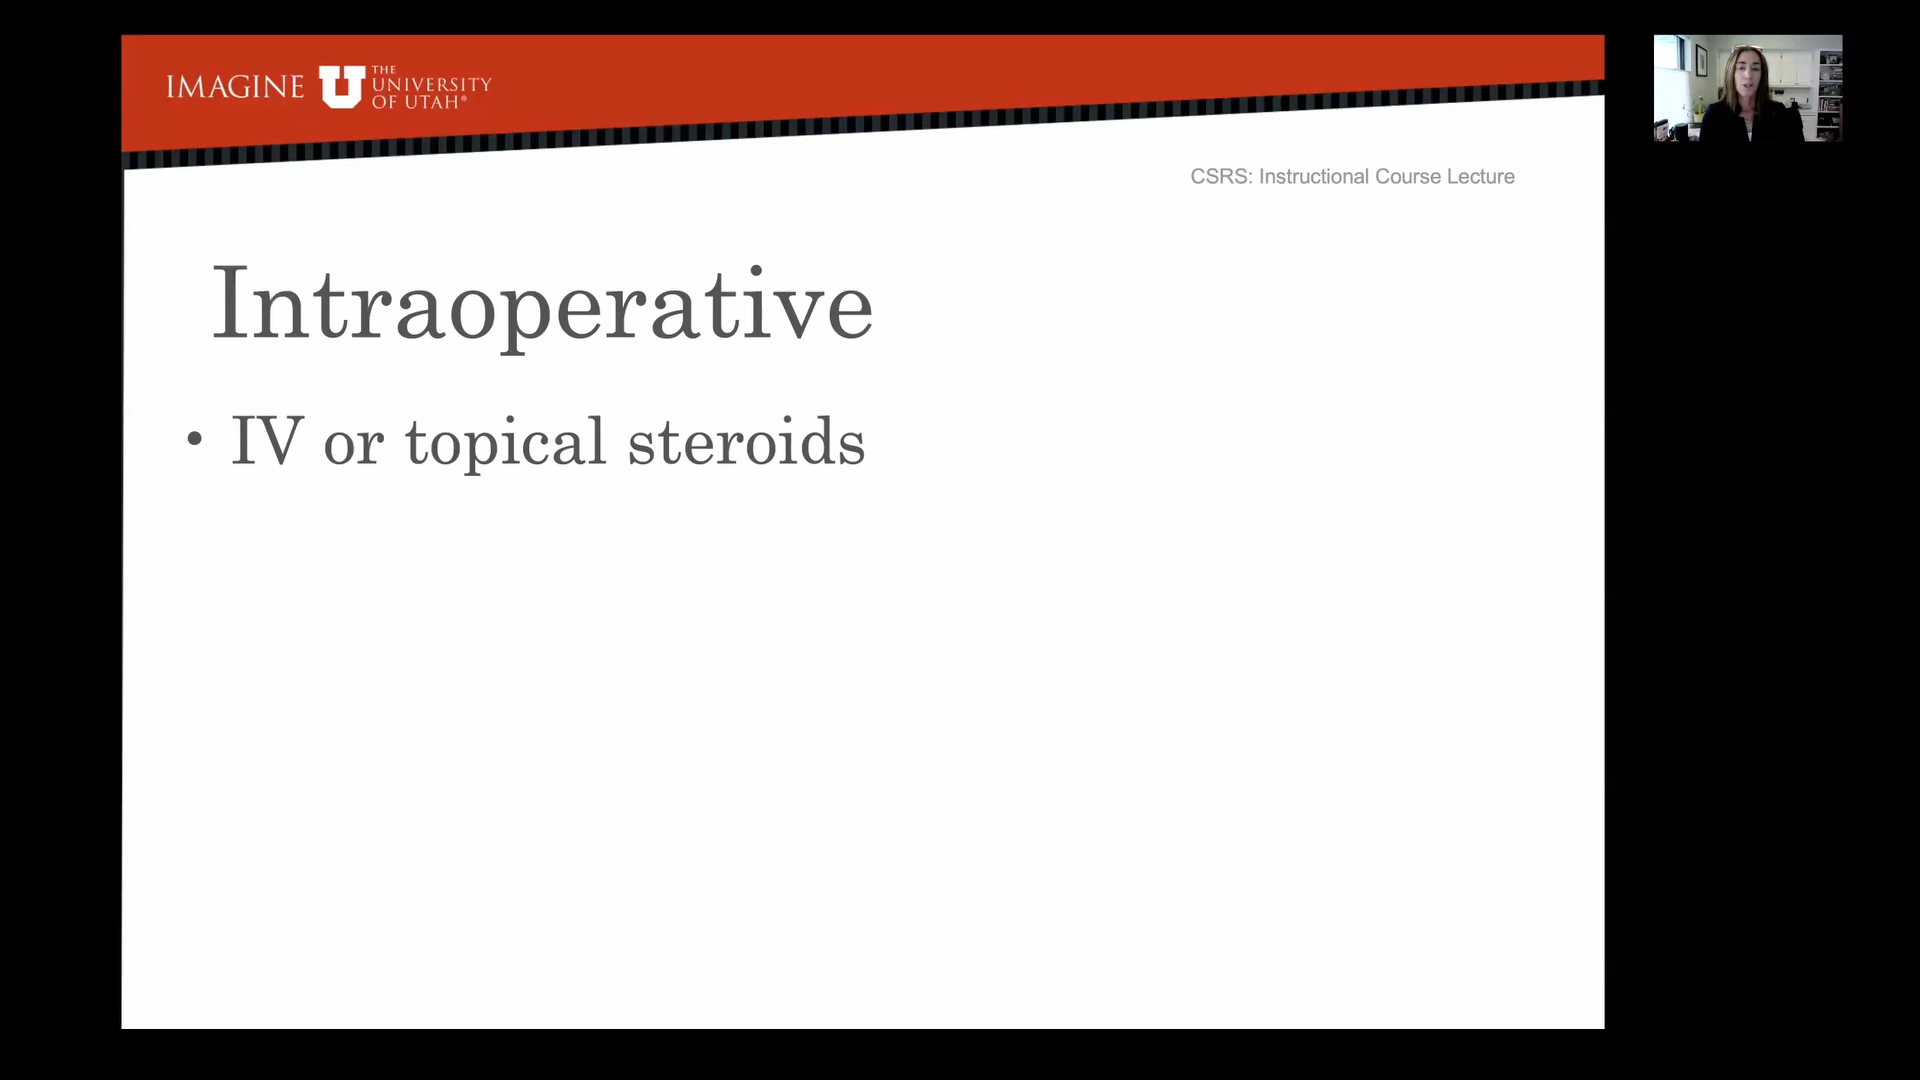 IMAGINE U THE
UNIVERSITY
OF UTAH®
CSRS: Instructional Course Lecture
Intraoperative
• IV or topical steroids